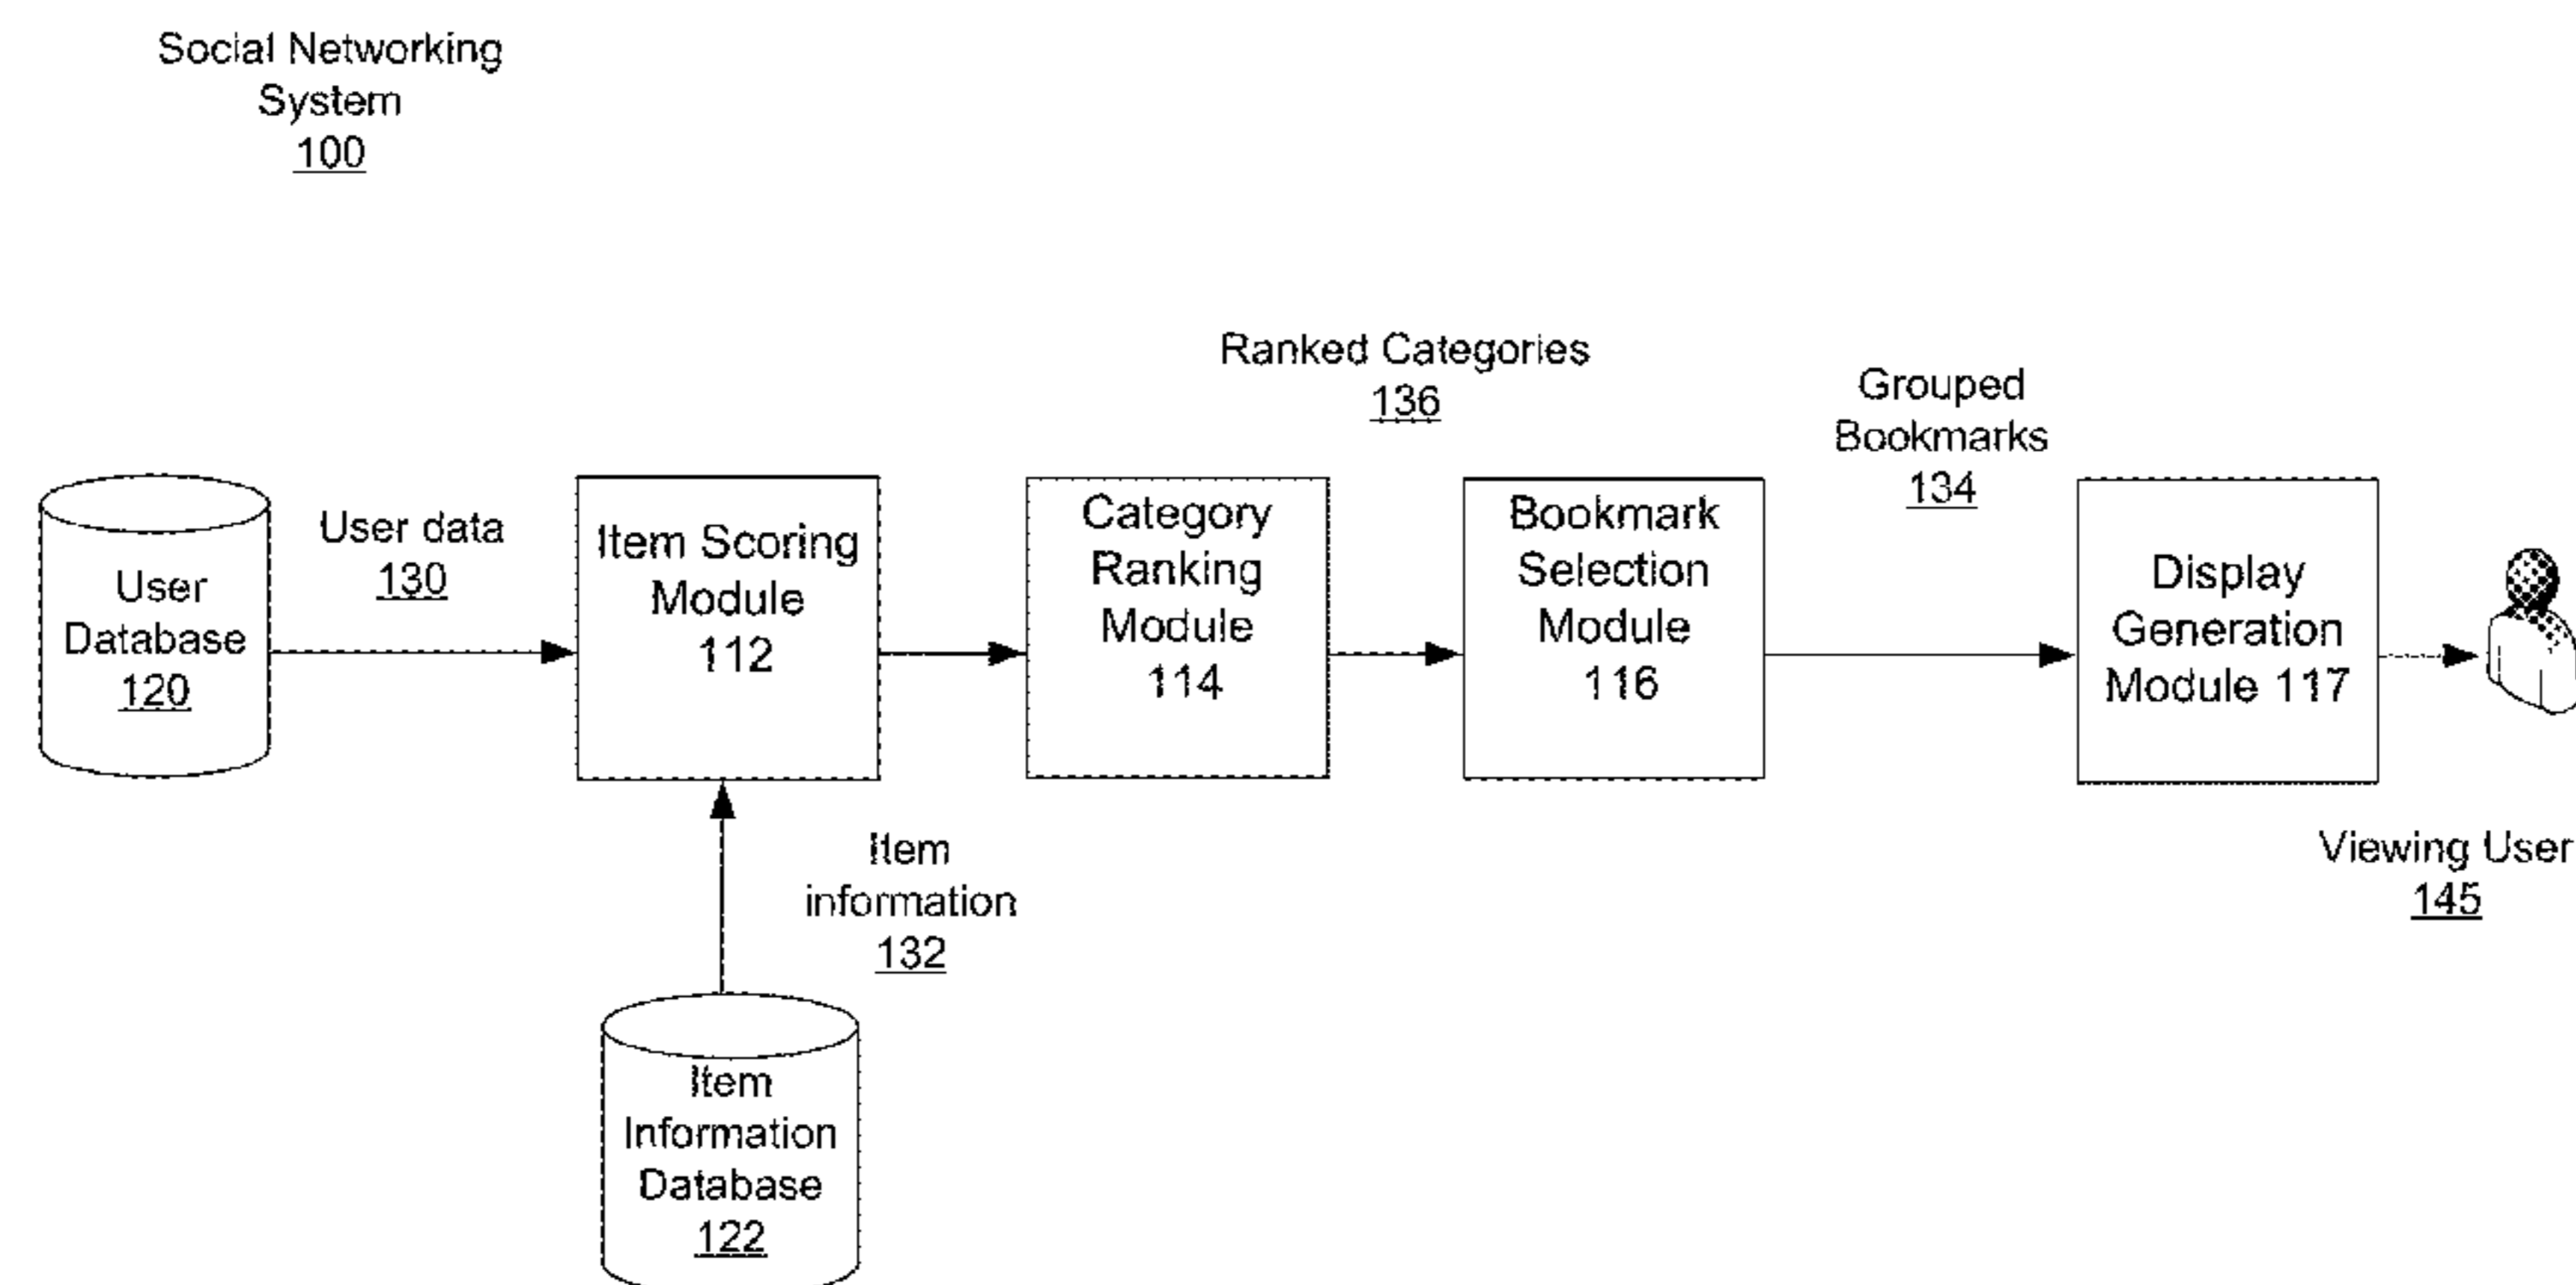 Social Networking
System
100
Ranked Categories
136
Grouped
Bookmarks
134
User data
130
User
Database
120
Item Scoring
Module
112
Category
Ranking
Module
114
Bookmark
Selection
Module
116
Display
Generation
Module 117
Item
information
132
Viewing User
145
Item
Information
Database
122